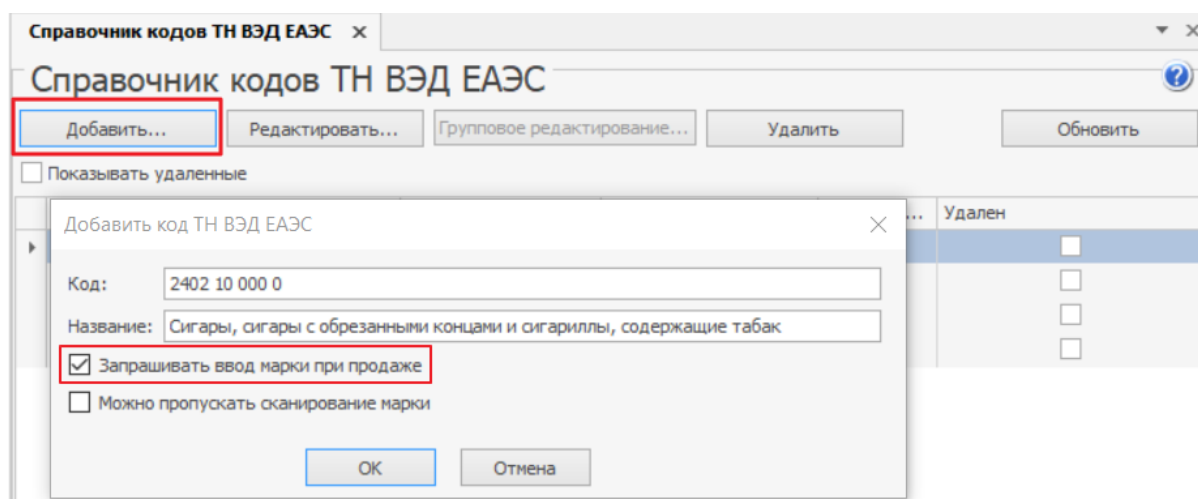 Справочник кодов ТН ВЭД ЕАЭС
Справочник кодов ТН ВЭД ЕАЭС
Добавить... Редактировать... Групповое редактирование... Удалить Обновить
Показывать удаленные
... Удален
Добавить код ТН ВЭД ЕАЭС
Код: 2402 10 000 0
Название: Сигары, сигары с обрезанными концами и сигариллы, содержащие табак
Запрашивать ввод марки при продаже
Можно пропускать сканирование марки
OK Отмена